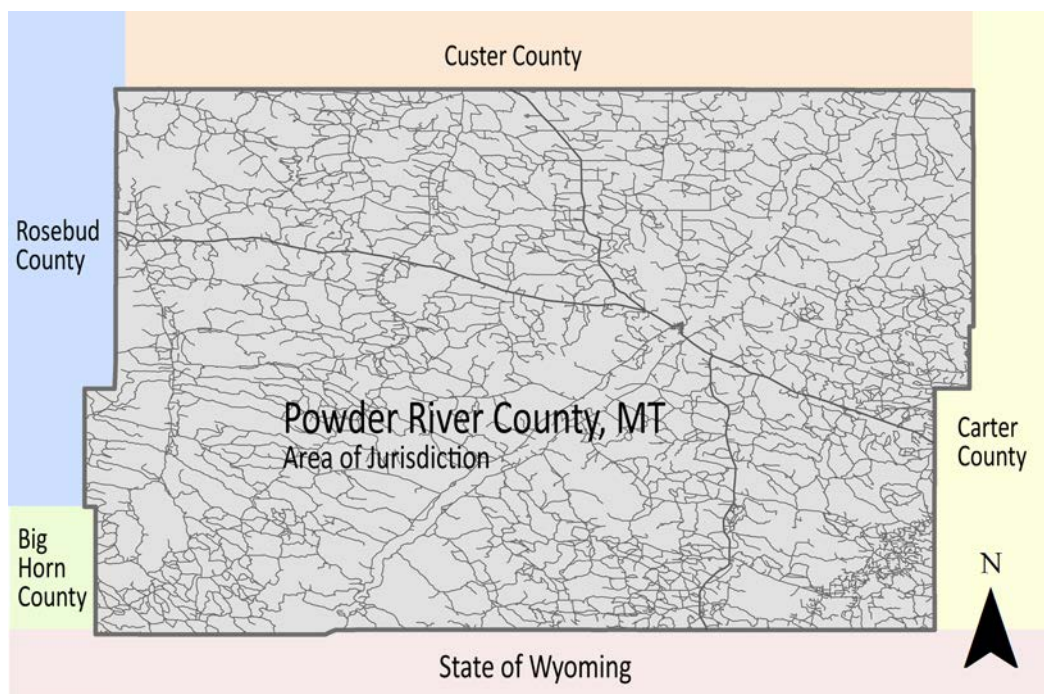 Custer County
Rosebud
County
Powder River County, MT
Area of Jurisdiction
Carter
County
Big
Horn
County
N
State of Wyoming